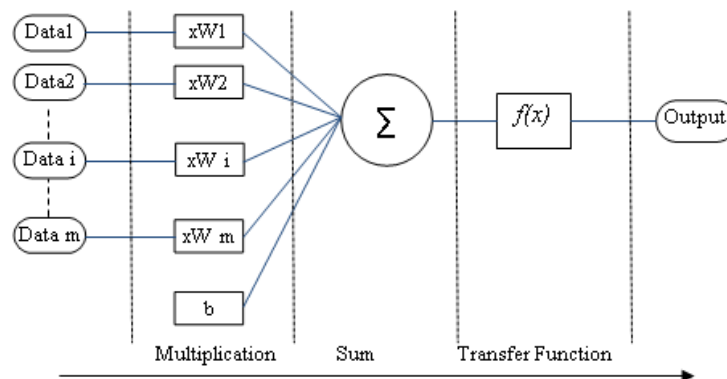 Data1 xW1
Data2 xW2
Σ f(x) Output
Data i xW i
Data m xW m
b
Multiplication Sum Transfer Function